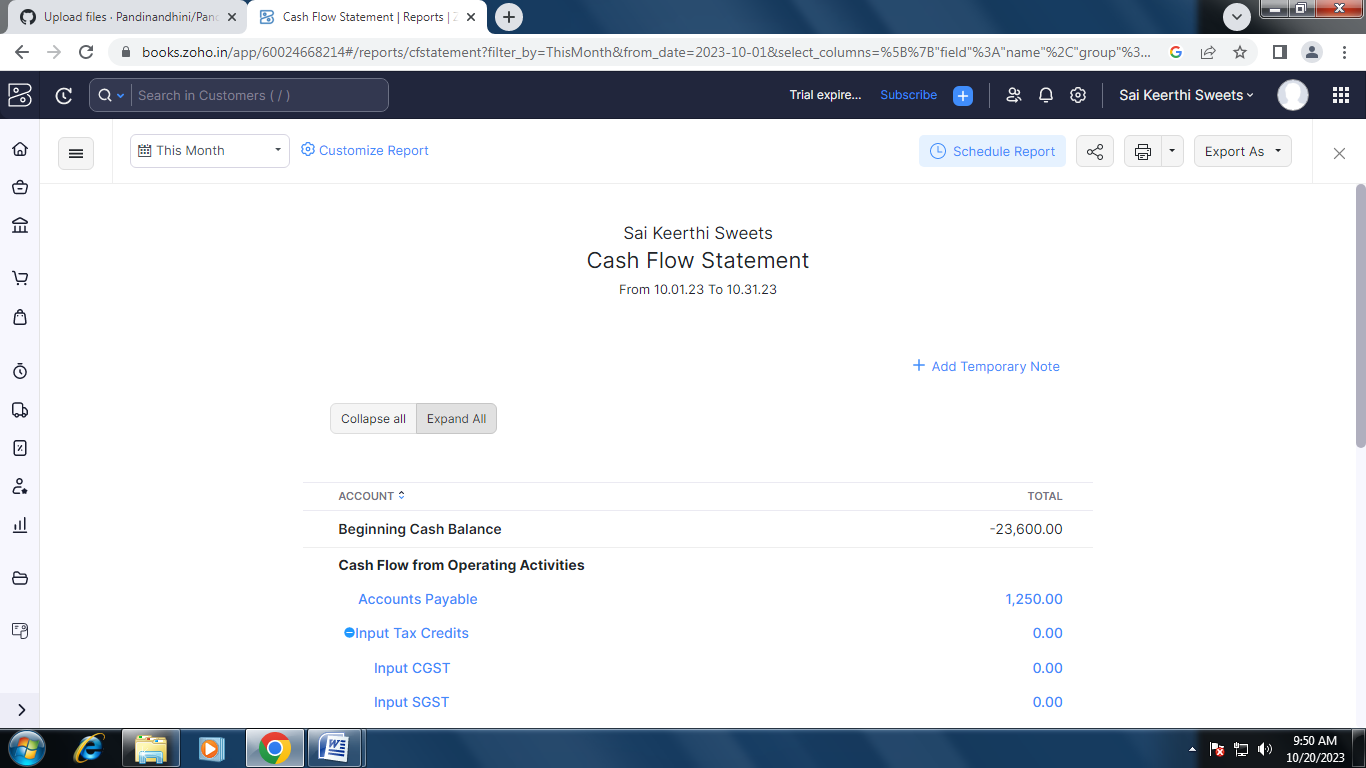 Upload files · Pandinandhini/Pan
Cash Flow Statement | Reports | Z
books.zoho.in/app/60024668214#/reports/cfstatement?filter_by=ThisMonth&from_date=2023-10-01&select_columns=%5B%7B"field"%3A"name"%2C"group"%3...
Search in Customers ( / )
Trial expire...
Subscribe
Sai Keerthi Sweets
This Month
Customize Report
Schedule Report
Export As
Sai Keerthi Sweets
Cash Flow Statement
From 10.01.23 To 10.31.23
Add Temporary Note
Collapse all Expand All
ACCOUNT TOTAL
Beginning Cash Balance -23,600.00
Cash Flow from Operating Activities
Accounts Payable 1,250.00
Input Tax Credits 0.00
Input CGST 0.00
Input SGST 0.00
9:50 AM
10/20/2023